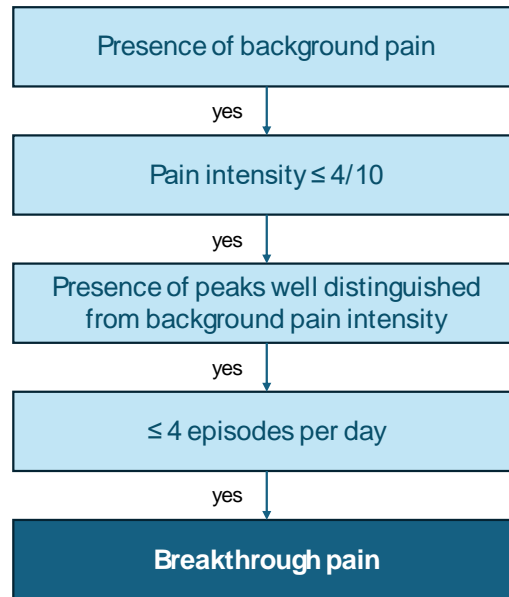 Presence of background pain
yes
Pain intensity ≤ 4/10
yes
Presence of peaks well distinguished
from background pain intensity
yes
≤ 4 episodes per day
yes
Breakthrough pain